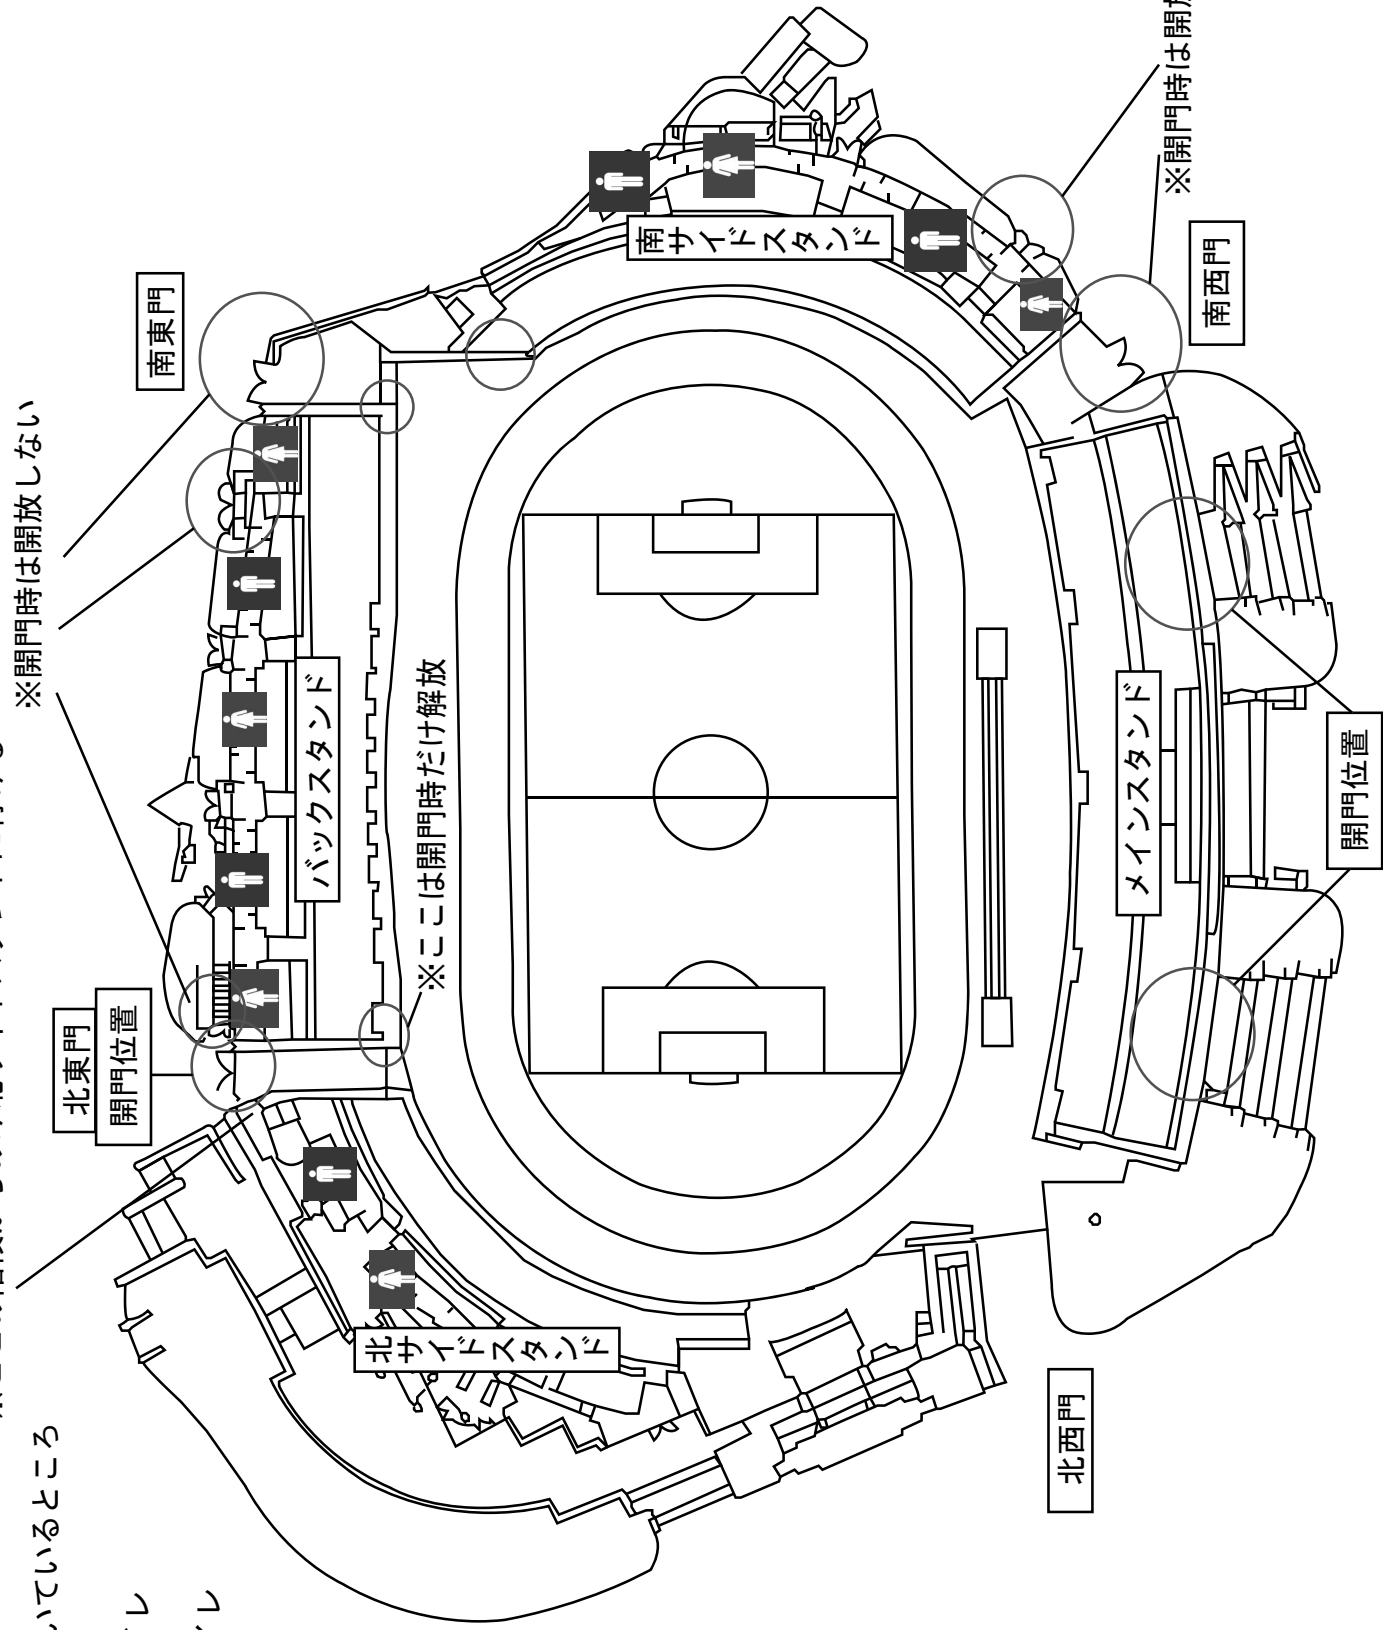 ※開門時は開放しない
南東門
南サイドスタンド
※開門時は開放
南西門
バックスタンド
※ここは開門時だけ解放
メインスタンド
開門位置
北東門
開門位置
北サイドスタンド
北西門
いているところ